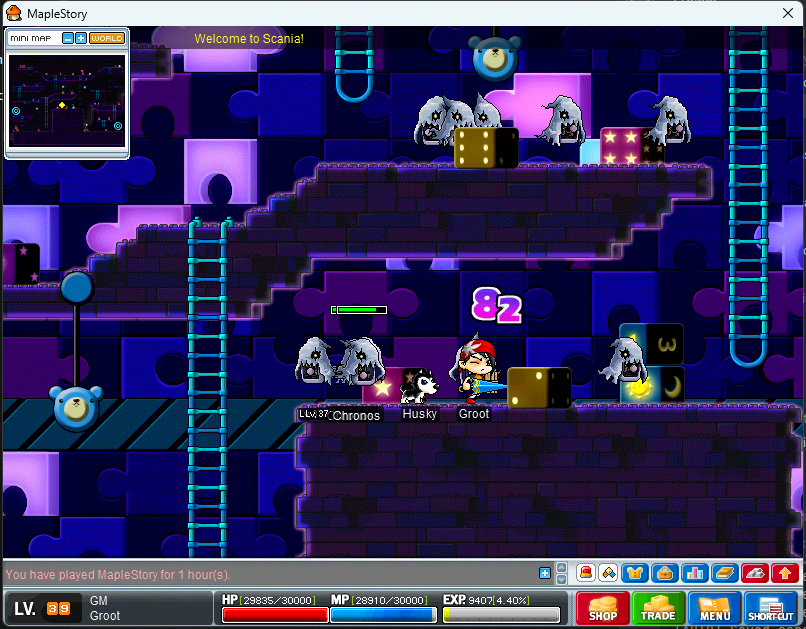 MapleStory
MINI MAP
WORLD
Welcome to Scania!
82
Chronos
Husky
Groot
You have played MapleStory for 1 hour(s).
LV. 39
GM
Groot
HP [29835/30000]
MP [30000/30000]
EXP. 9407[4.40%]
SHOP
TRADE
MENU
SHORT CUT